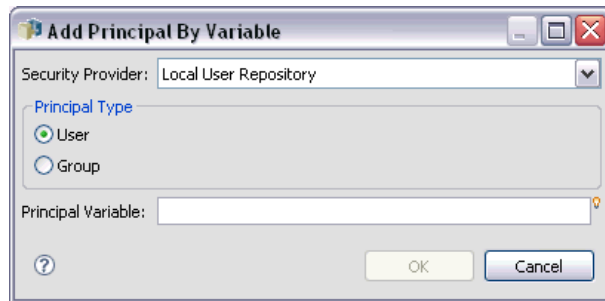 Add Principal By Variable
Security Provider: Local User Repository
Principal Type
User
Group
Principal Variable:
OK Cancel